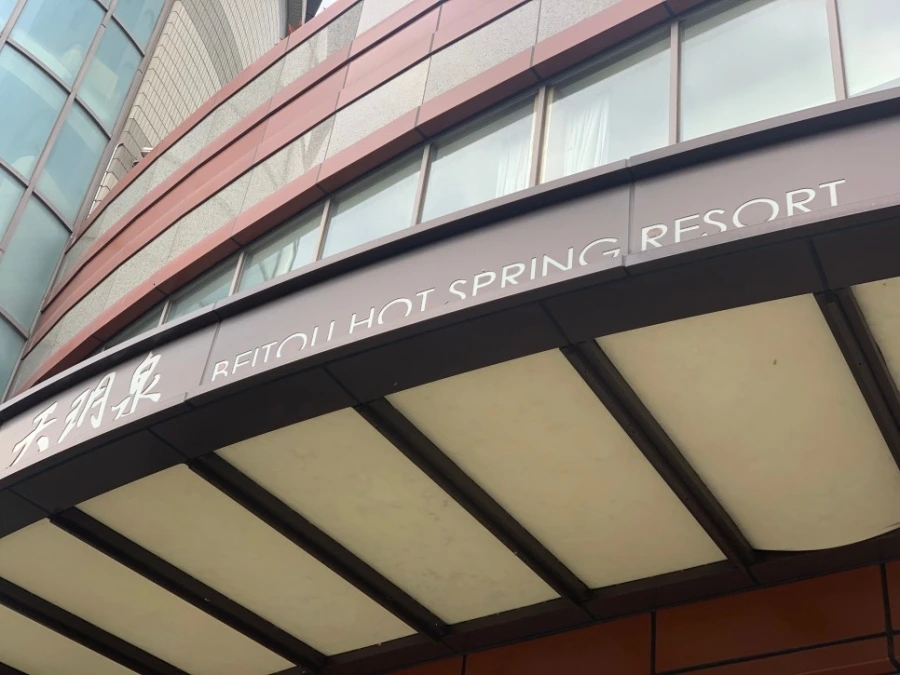 天玥泉 BEITOU HOT SPRING RESORT